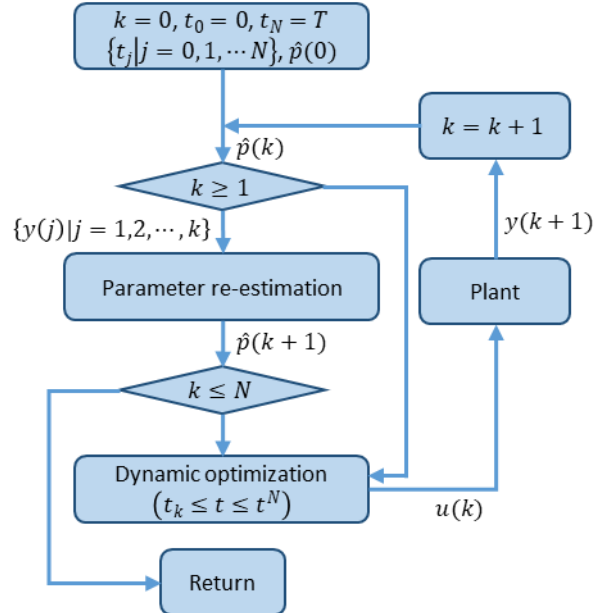 k = 0, t₀ = 0, t_N = T
{t_j|j = 0, 1, ⋯ N}, p̂(0)
k = k + 1
p̂(k)
k ≥ 1
{y(j)|j = 1,2, ⋯, k}
y(k + 1)
Parameter re-estimation
Plant
p̂(k + 1)
k ≤ N
Dynamic optimization
(t_k ≤ t ≤ t^N)
u(k)
Return